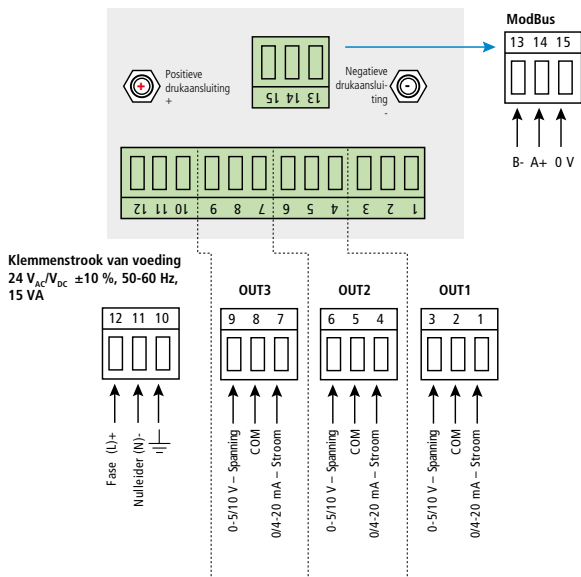 ModBus
13 14 15
B- A+ 0 V
Positieve
drukaansluiting
+
+
Negatieve
drukaanslui-
ting
-
-
15 14 13
12 11 10 9 8 7 6 5 4 3 2 1
Klemmenstrook van voeding
24 VAC/VDC ±10 %, 50-60 Hz,
15 VA
12 11 10
Fase (L)+
Nulleider (N)-
OUT3
9 8 7
0-5/10 V – Spanning
COM
0/4-20 mA – Stroom
OUT2
6 5 4
0-5/10 V – Spanning
COM
0/4-20 mA – Stroom
OUT1
3 2 1
0-5/10 V – Spanning
COM
0/4-20 mA – Stroom